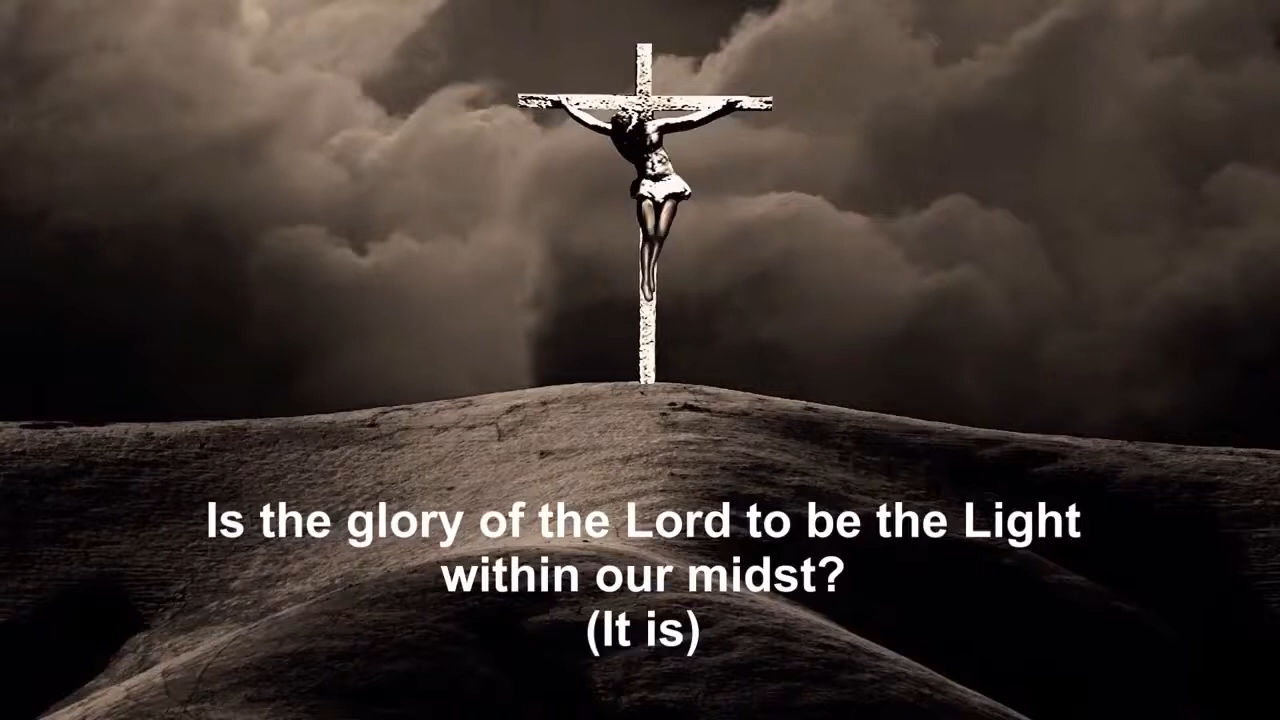 Is the glory of the Lord to be the Light
within our midst?
(It is)